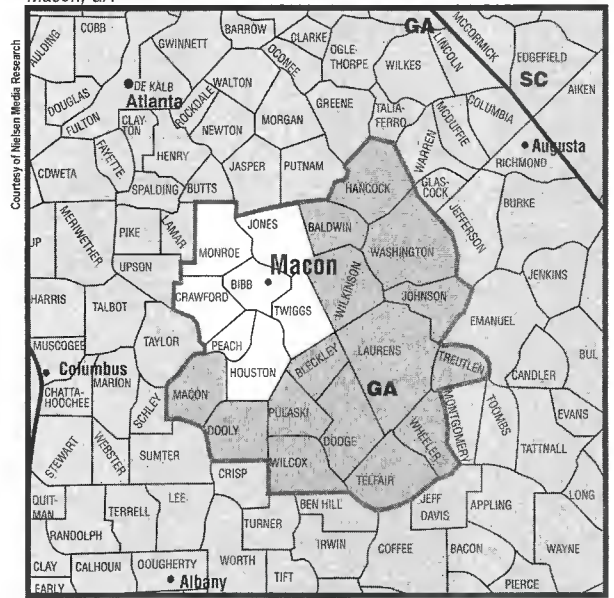 Macon, GA
Courtesy of Nielsen Media Research
COBB
GWINNETT
BARROW
CLARKE
OCONEE
OGLE-
THORPE
WILKES
GA
LINCOLN
MCCORMICK
EDGEFIELD
SC
AIKEN
AULDING
DE KALB
Atlanta
DOUGLAS
FULTON
CLAY-
TON
ROCKDALE
WALTON
NEWTON
MORGAN
GREENE
TALIA-
FERRO
WARREN
MCDUFFIE
COLUMBIA
Augusta
RICHMOND
FAYETTE
HENRY
COWETA
SPALDING
BUTTS
JASPER
PUTNAM
HANCOCK
GLAS-
COCK
JEFFERSON
BURKE
MERIWETHER
PIKE
LAMAR
UP
UPSON
MONROE
JONES
BALDWIN
WASHINGTON
JENKINS
Macon
BIBB
CRAWFORD
TWIGGS
WILKINSON
JOHNSON
EMANUEL
HARRIS
TALBOT
TAYLOR
PEACH
HOUSTON
BLECKLEY
LAURENS
TREUTLEN
CANDLER
BUL
MUSCOGEE
Columbus
CHATTA-
HOOCHEE
MARION
SCHLEY
MACON
DOOLY
PULASKI
GA
DODGE
WHEELER
MONTGOMERY
TOOMBS
EVANS
TATTNALL
STEWART
WEBSTER
SUMTER
CRISP
WILCOX
TELFAIR
JEFF
DAVIS
APPLING
LONG
QUIT-
MAN
TERRELL
LEE
TURNER
BEN HILL
IRWIN
COFFEE
BACON
WAYNE
RANDOLPH
CLAY
CALHOUN
DOUGHERTY
Albany
WORTH
TIFT
PIERCE
EARLY